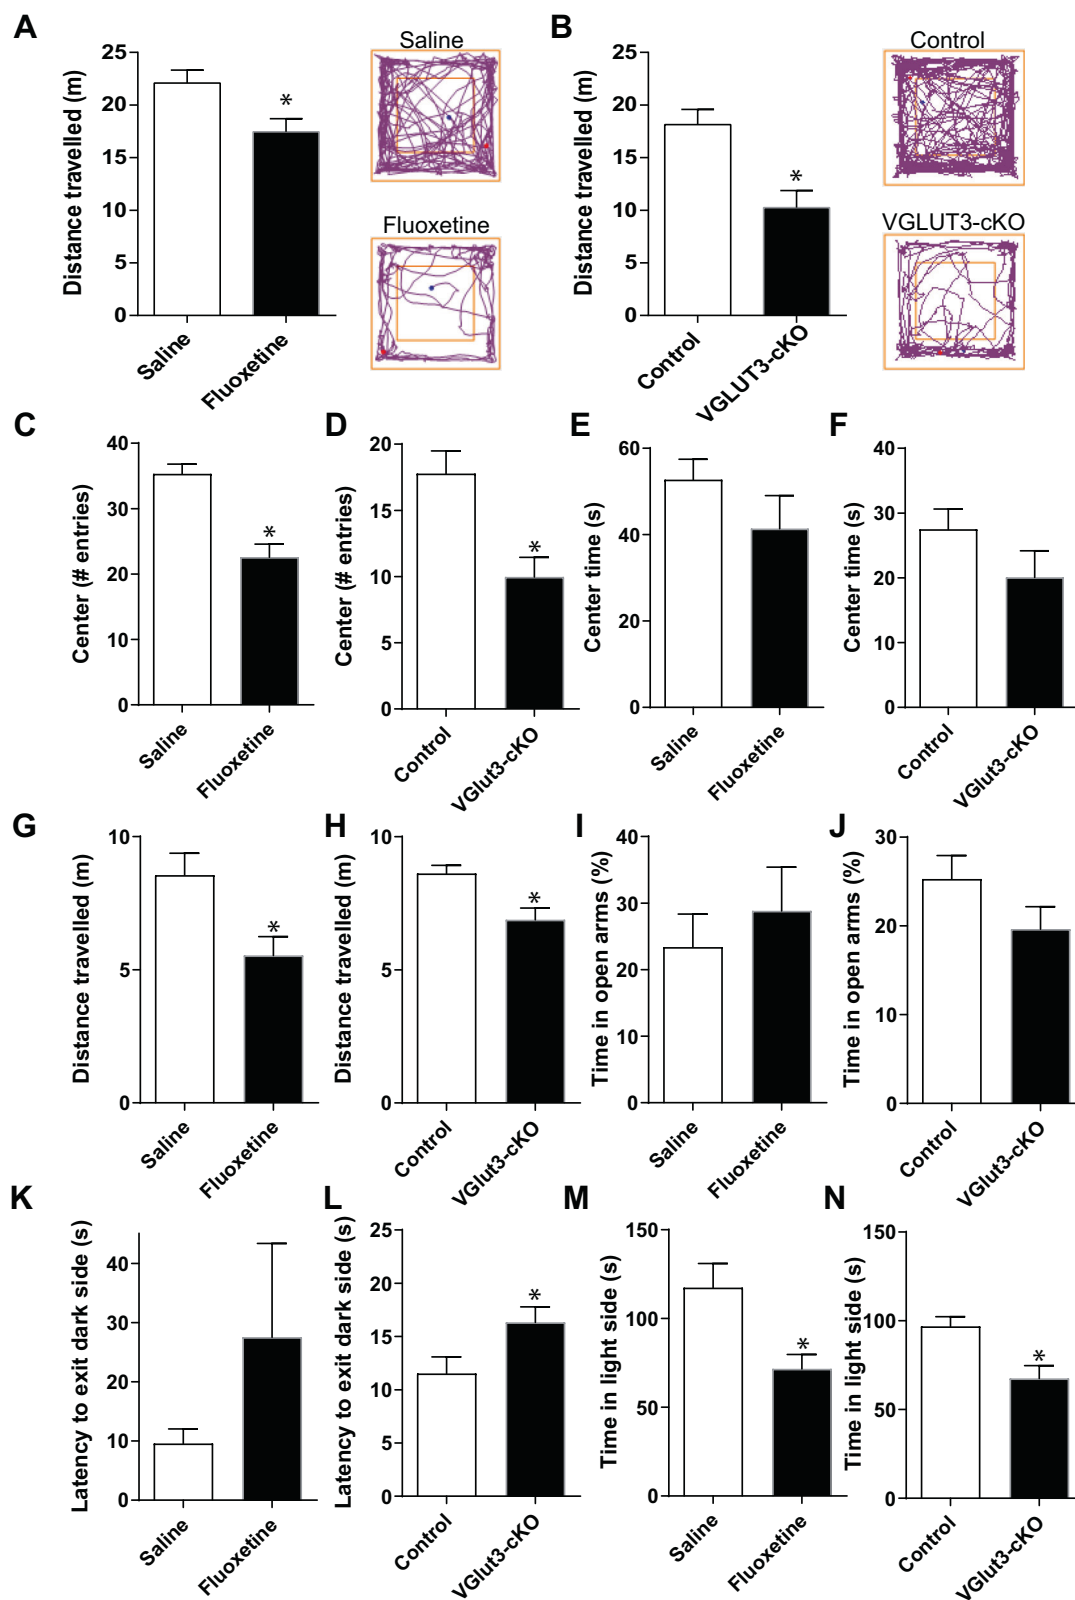 A
Distance travelled (m)
25
20
15
10
5
0
*
Saline
Fluoxetine
Saline
Fluoxetine
B
Distance travelled (m)
25
20
15
10
5
0
*
Control
VGLUT3-cKO
Control
VGLUT3-cKO
C
Center (# entries)
40
30
20
10
0
*
Saline
Fluoxetine
D
Center (# entries)
20
15
10
5
0
*
Control
VGlut3-cKO
E
Center time (s)
60
40
20
0
Saline
Fluoxetine
F
Center time (s)
40
30
20
10
0
Control
VGlut3-cKO
G
Distance travelled (m)
10
5
0
*
Saline
Fluoxetine
H
Distance travelled (m)
10
5
0
*
Control
VGlut3-cKO
I
Time in open arms (%)
40
30
20
10
0
Saline
Fluoxetine
J
Time in open arms (%)
30
20
10
0
Control
VGlut3-cKO
K
Latency to exit dark side (s)
40
30
20
10
0
Saline
Fluoxetine
L
Latency to exit dark side (s)
25
20
15
10
5
0
*
Control
VGlut3-cKO
M
Time in light side (s)
150
100
50
0
*
Saline
Fluoxetine
N
Time in light side (s)
150
100
50
0
*
Control
VGlut3-cKO